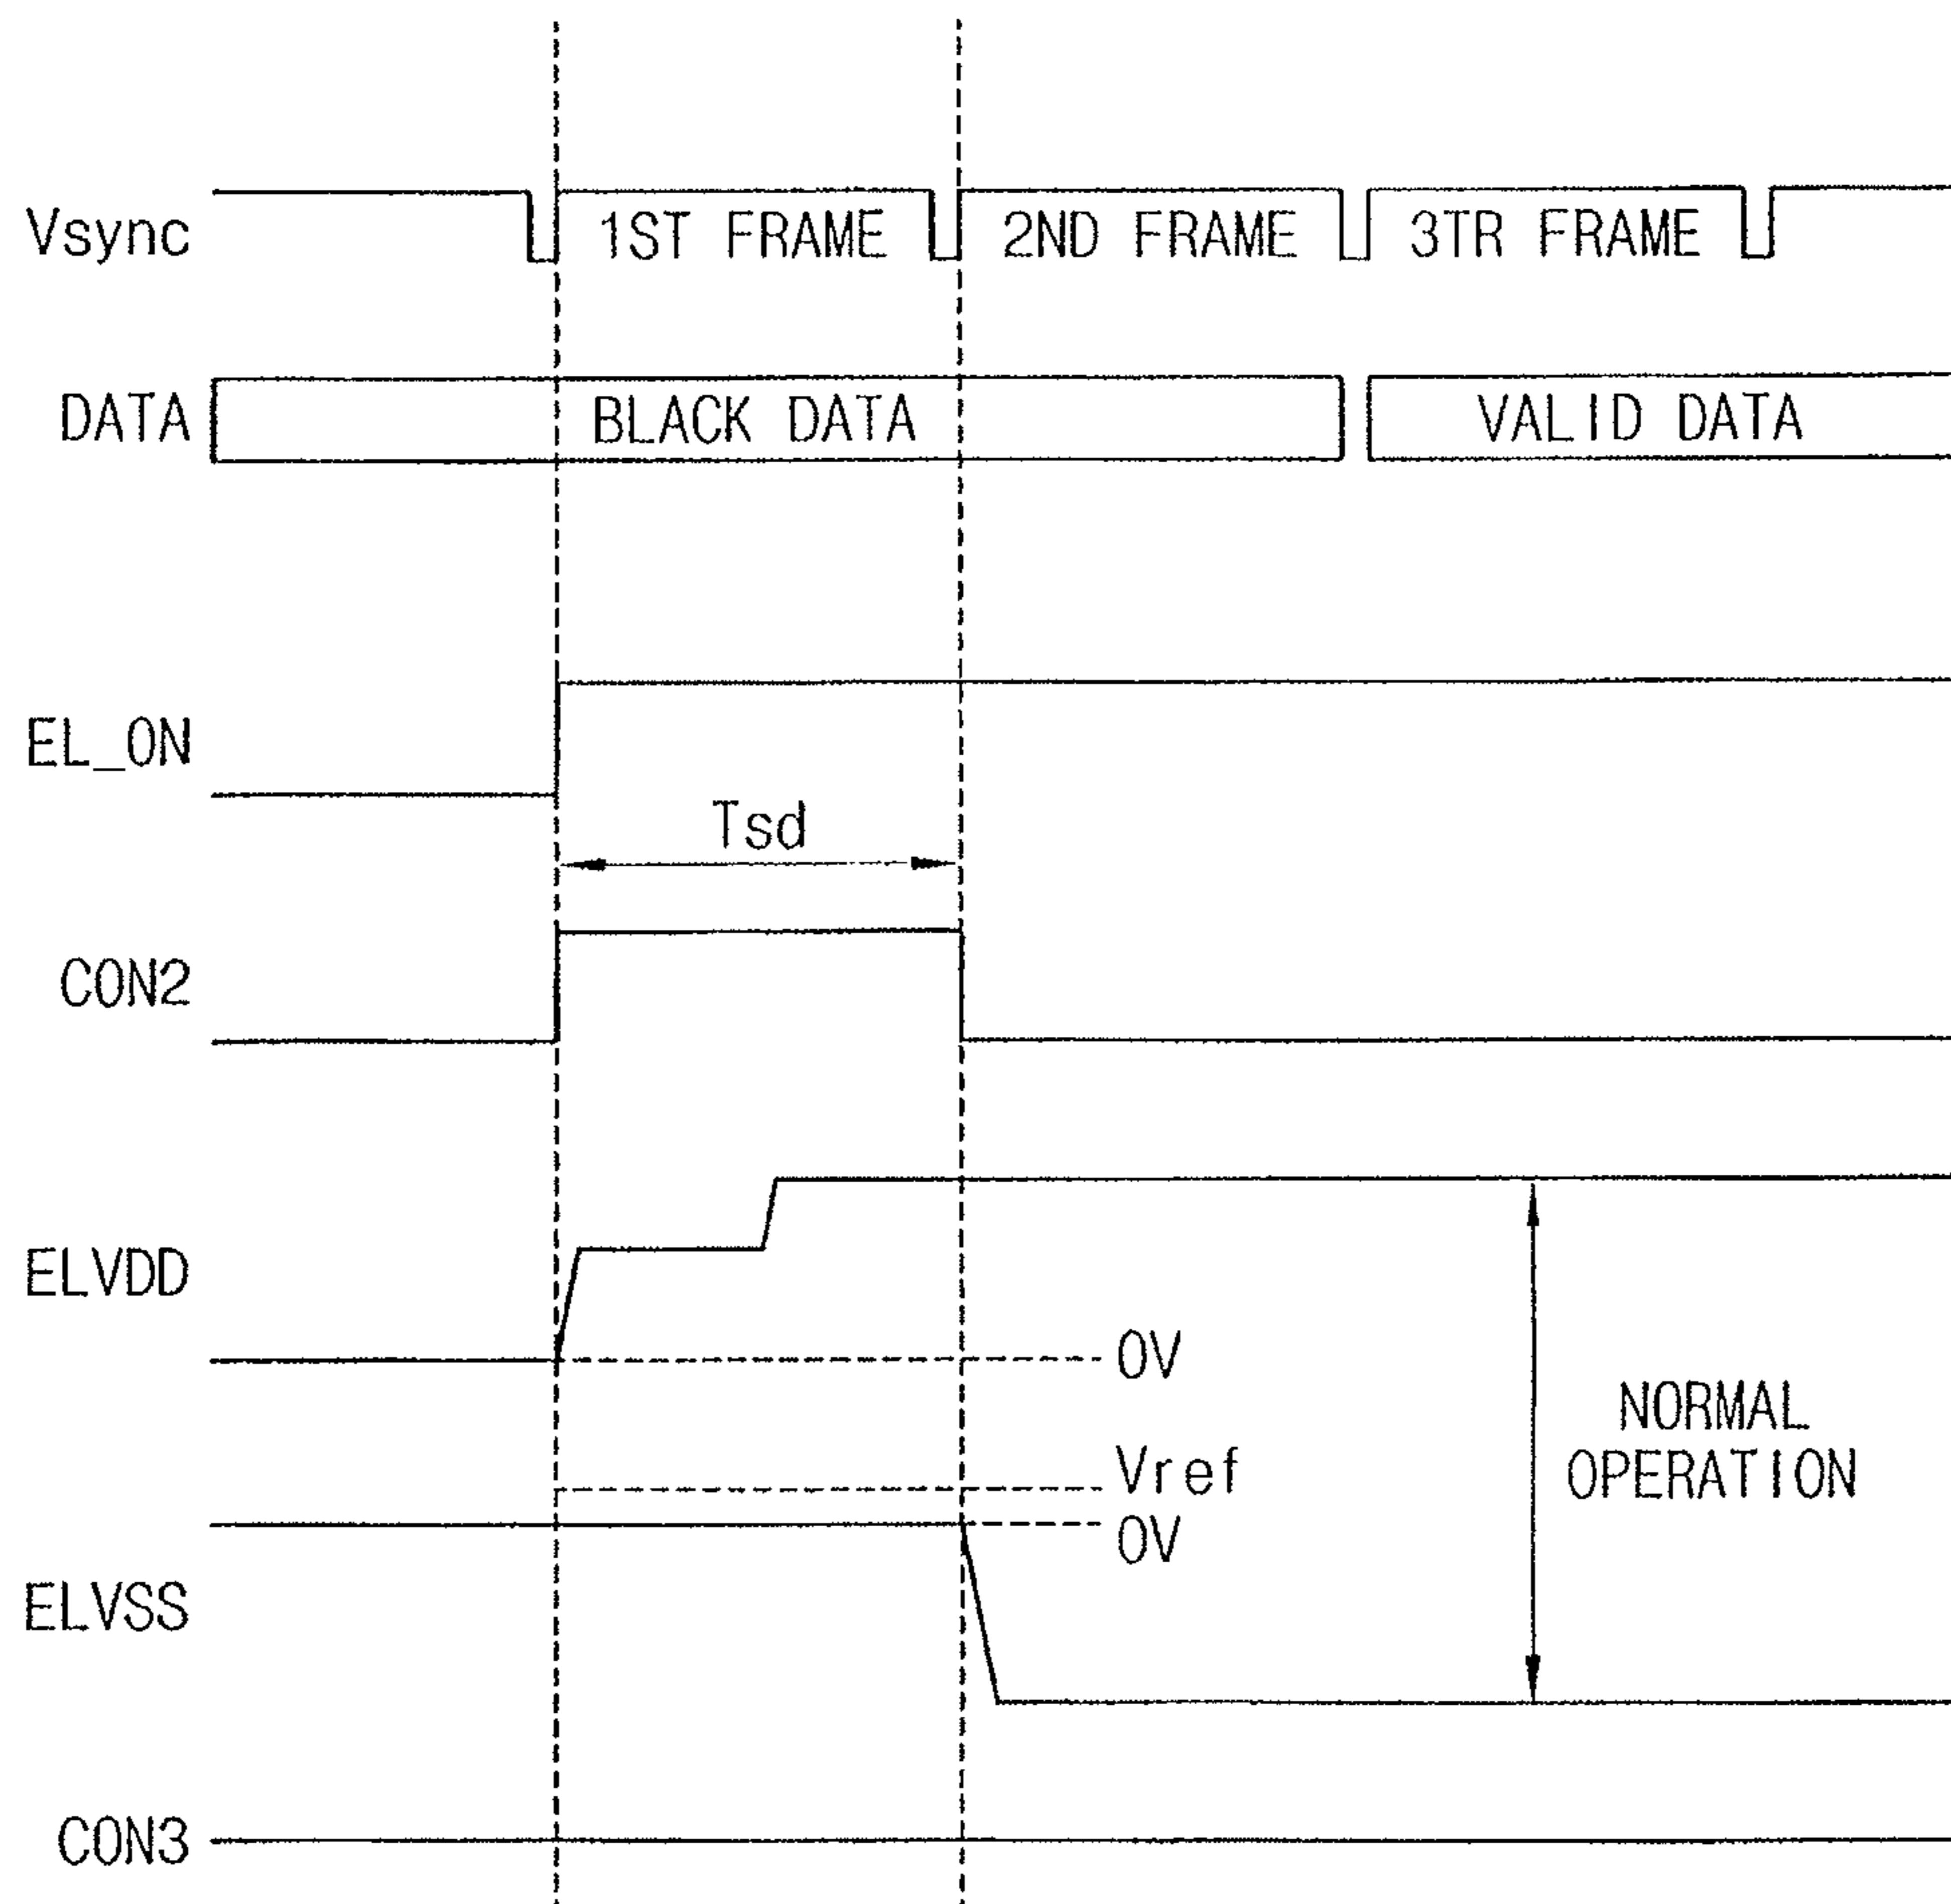 Vsync
1ST FRAME
2ND FRAME
3TR FRAME
DATA
BLACK DATA
VALID DATA
EL_ON
Tsd
CON2
ELVDD
0V
NORMAL
OPERATION
Vref
0V
ELVSS
CON3